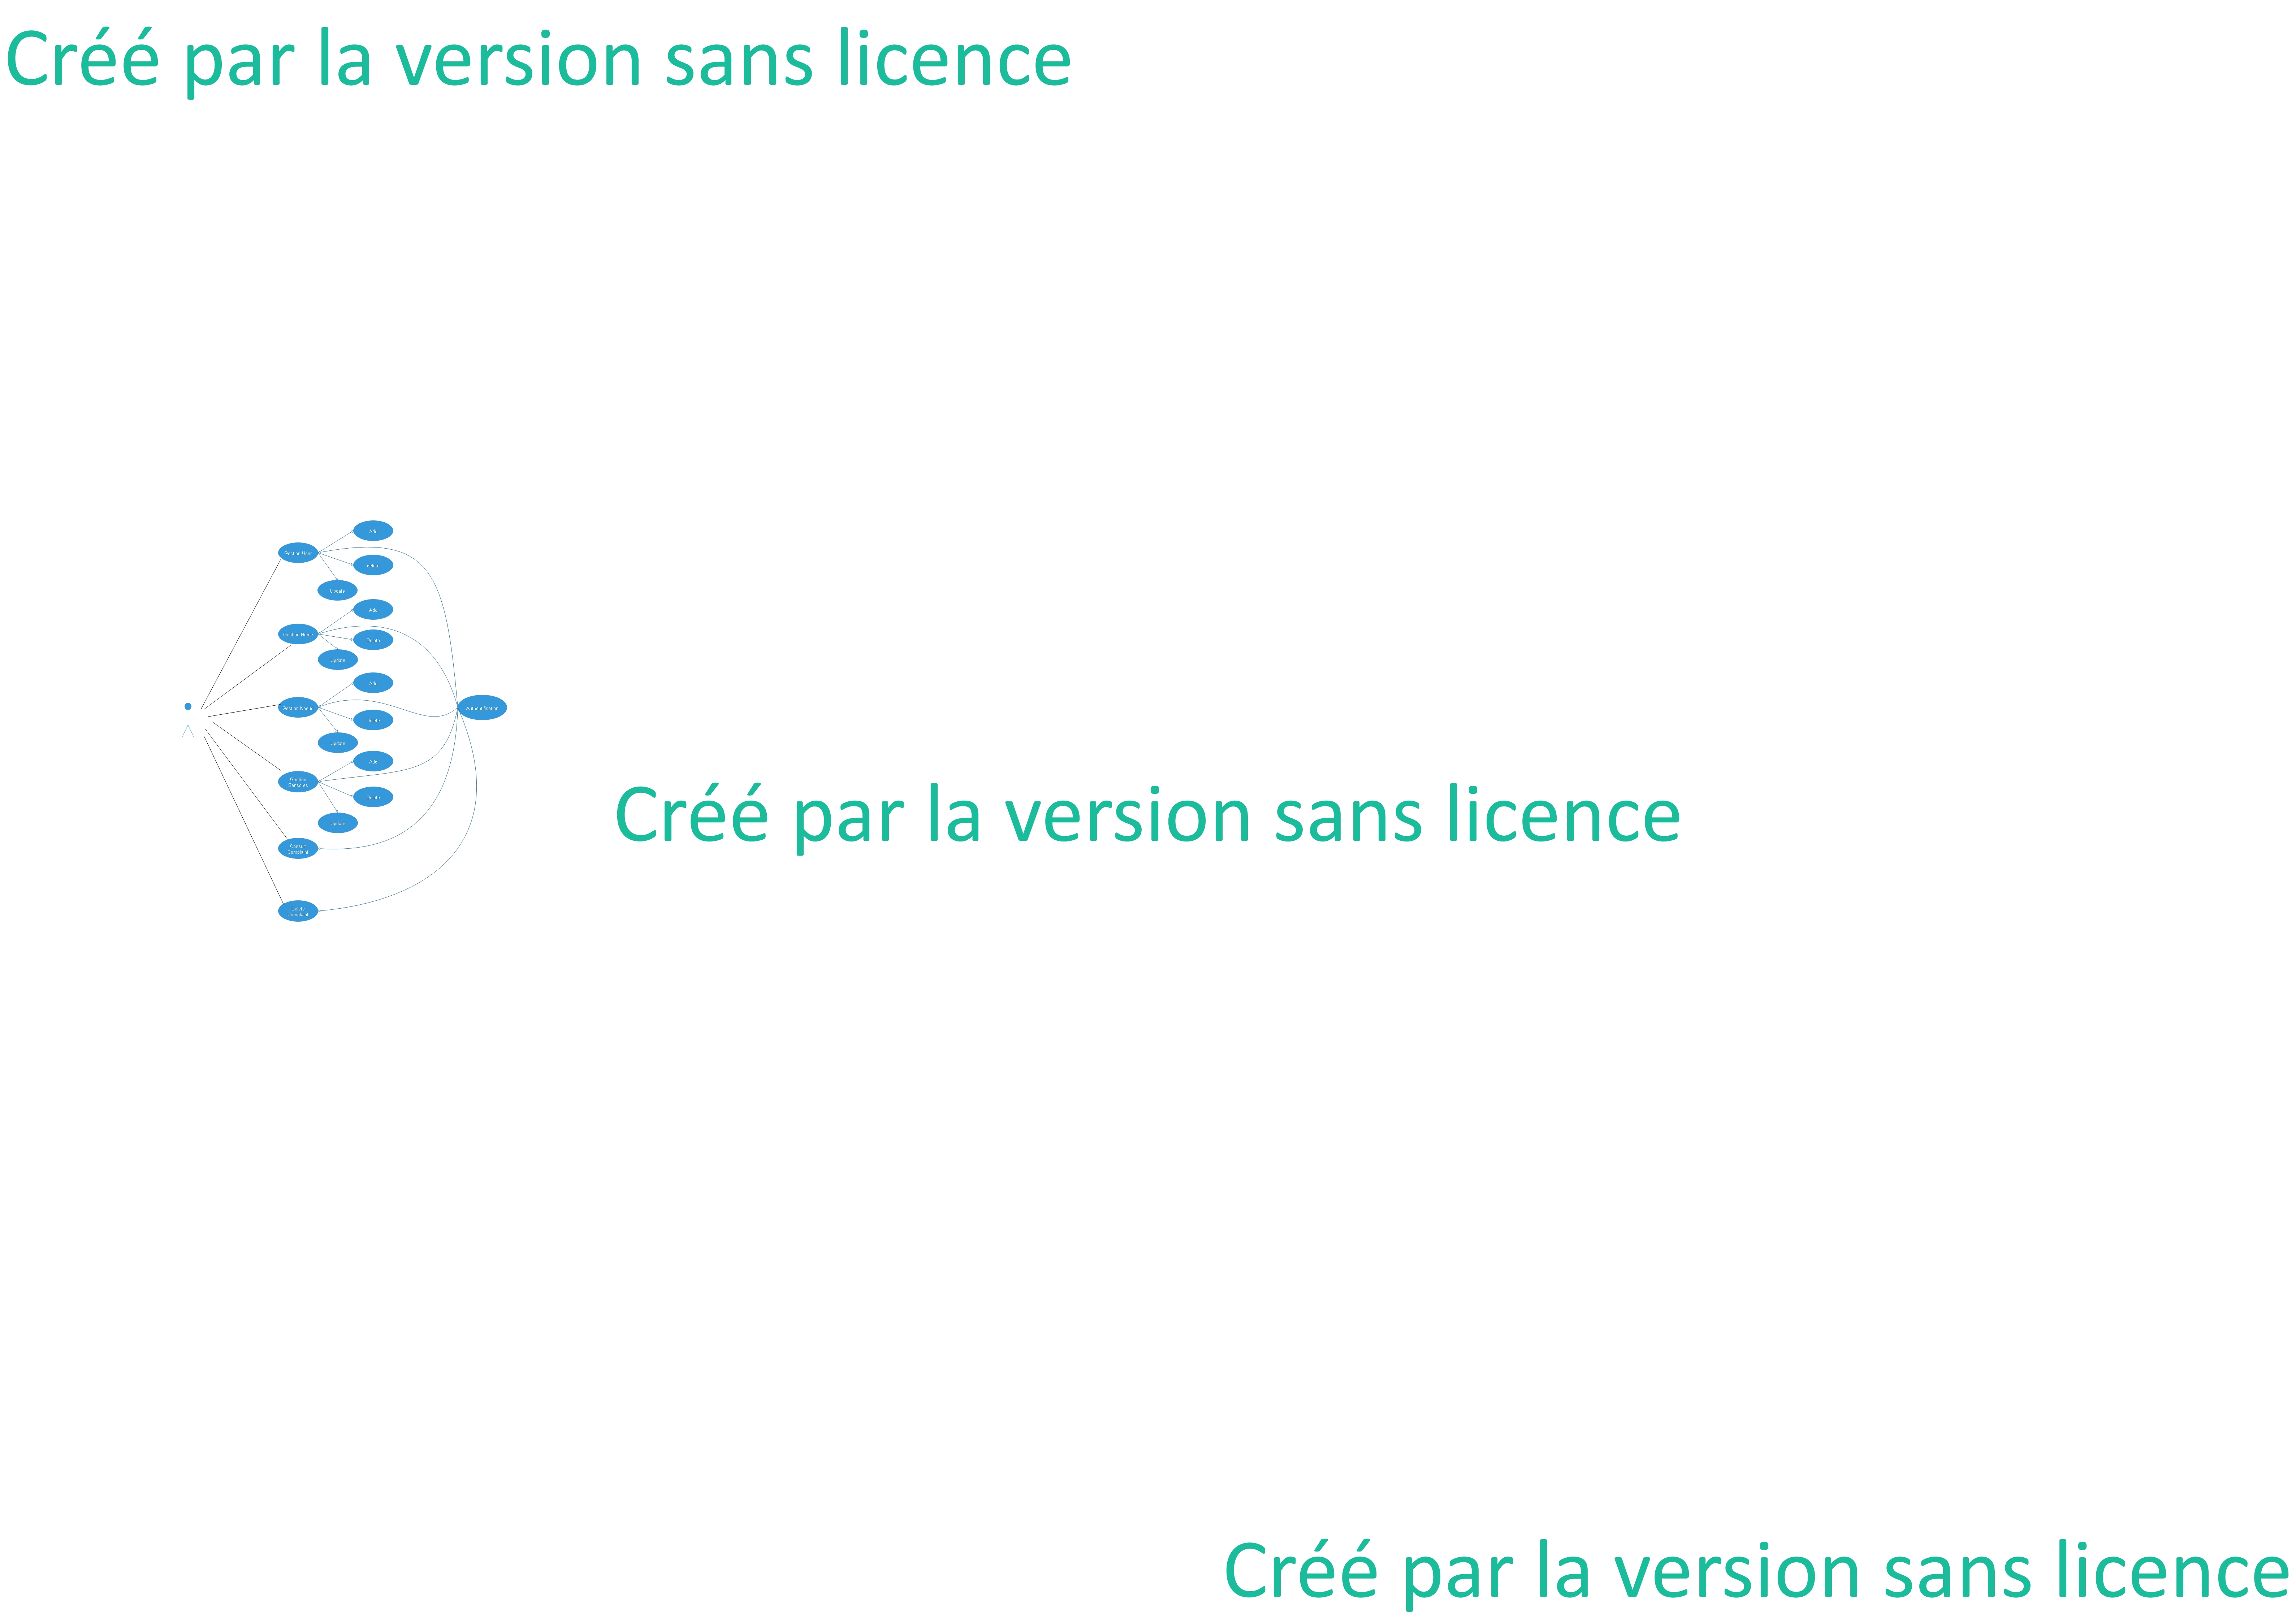 Créé par la version sans licence
Add
Gestion User
delete
Update
Add
Gestion Home
Delete
Update
Add
Gestion Noeud
Authentification
Delete
Update
Add
Gestion
Censores
Delete
Update
Créé par la version sans licence
Consult
Complaint
Delete
Complaint
Créé par la version sans licence